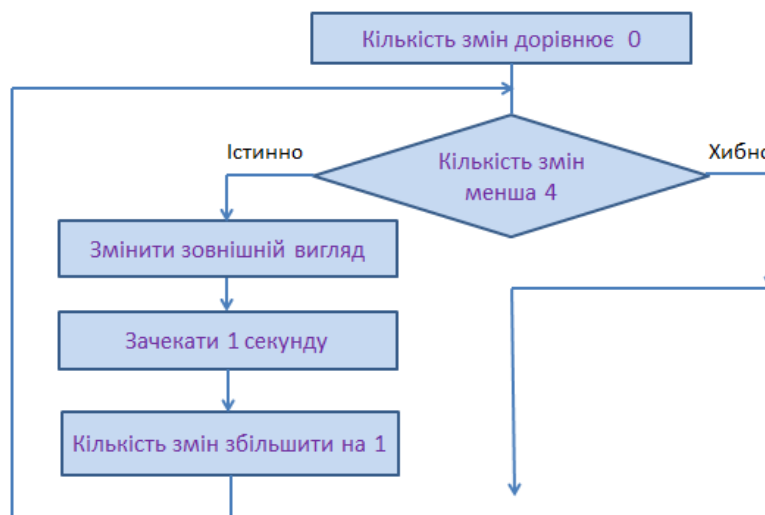 Кількість змін дорівнює 0
Істинно
Кількість змін
менша 4
Хибно
Змінити зовнішній вигляд
Зачекати 1 секунду
Кількість змін збільшити на 1